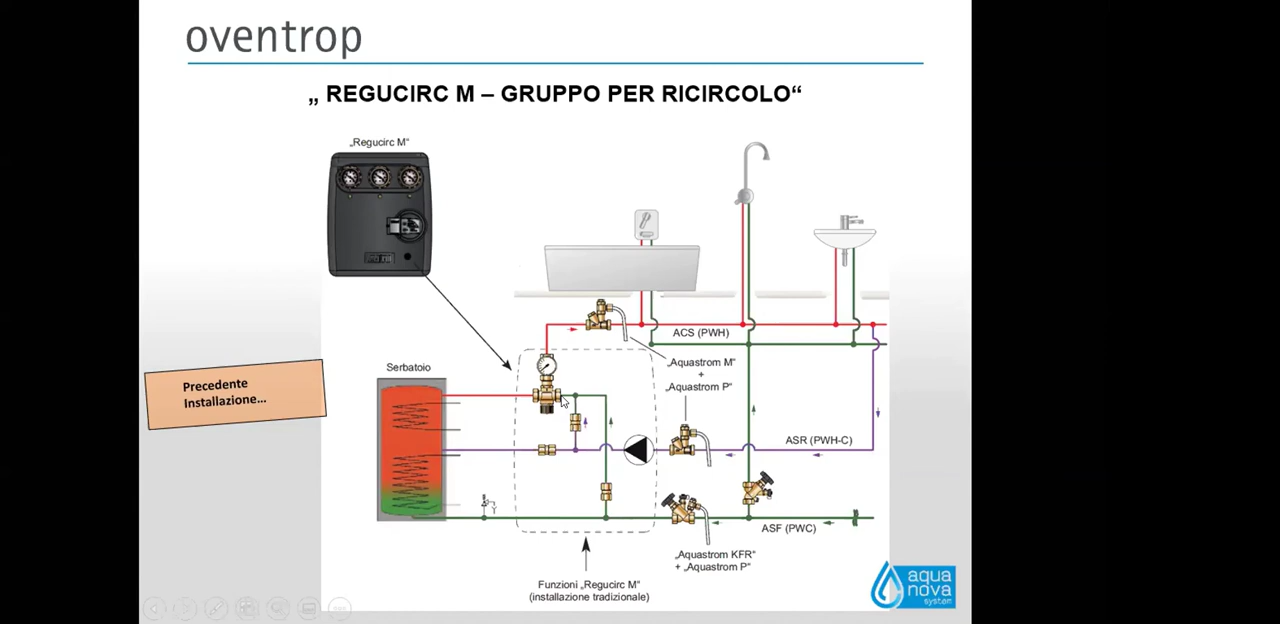 oventrop
„ REGUCIRC M – GRUPPO PER RICIRCOLO“
„Regucirc M“
ACS (PWH)
„Aquastrom M“
+
„Aquastrom P“
Serbatoio
Precedente
Installazione...
ASR (PWH-C)
ASF (PWC)
„Aquastrom KFR“
+ „Aquastrom P“
Funzioni „Regucirc M“
(installazione tradizionale)
aqua
nova
system